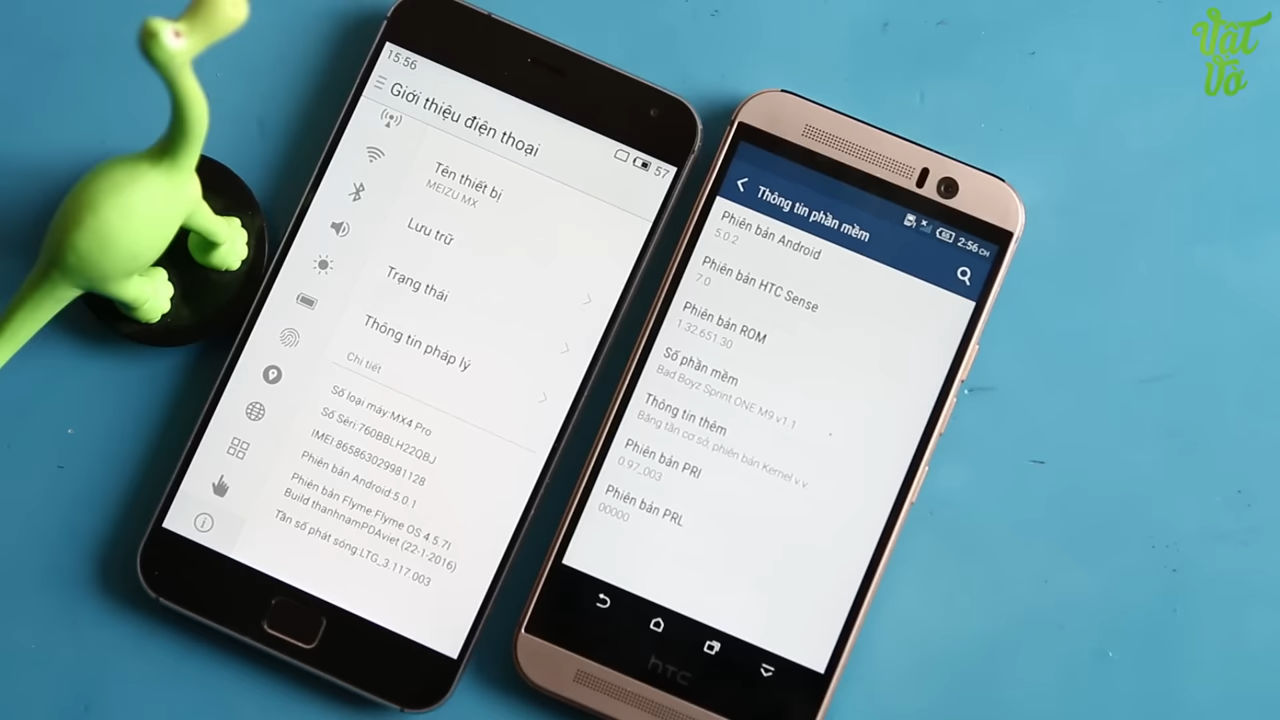 Vật
Vờ
15:56
57
Giới thiệu điện thoại
Tên thiết bị
MEIZU MX
Lưu trữ
Trạng thái
Thông tin pháp lý
Chi tiết
Số loại máy:MX4 Pro
Số Sêri:760BBLH22QBJ
IMEI:865863029981128
Phiên bản Android:5.0.1
Phiên bản Flyme Flyme OS 4.5.7I
Build thanhnamPDAviet (22-1-2016)
Tần số phát sóng:LTG_3.117.003
68
2:56 CH
Thông tin phần mềm
Phiên bản Android
5.0.2
Phiên bản HTC Sense
7.0
Phiên bản ROM
1.32.651.30
Số phần mềm
Bad Boyz Sprint ONE M9 v1.1
Thông tin thêm
Băng tần cơ sở, phiên bản Kernel v.v.
Phiên bản PRI
0.97_003
Phiên bản PRL
00000
hTC